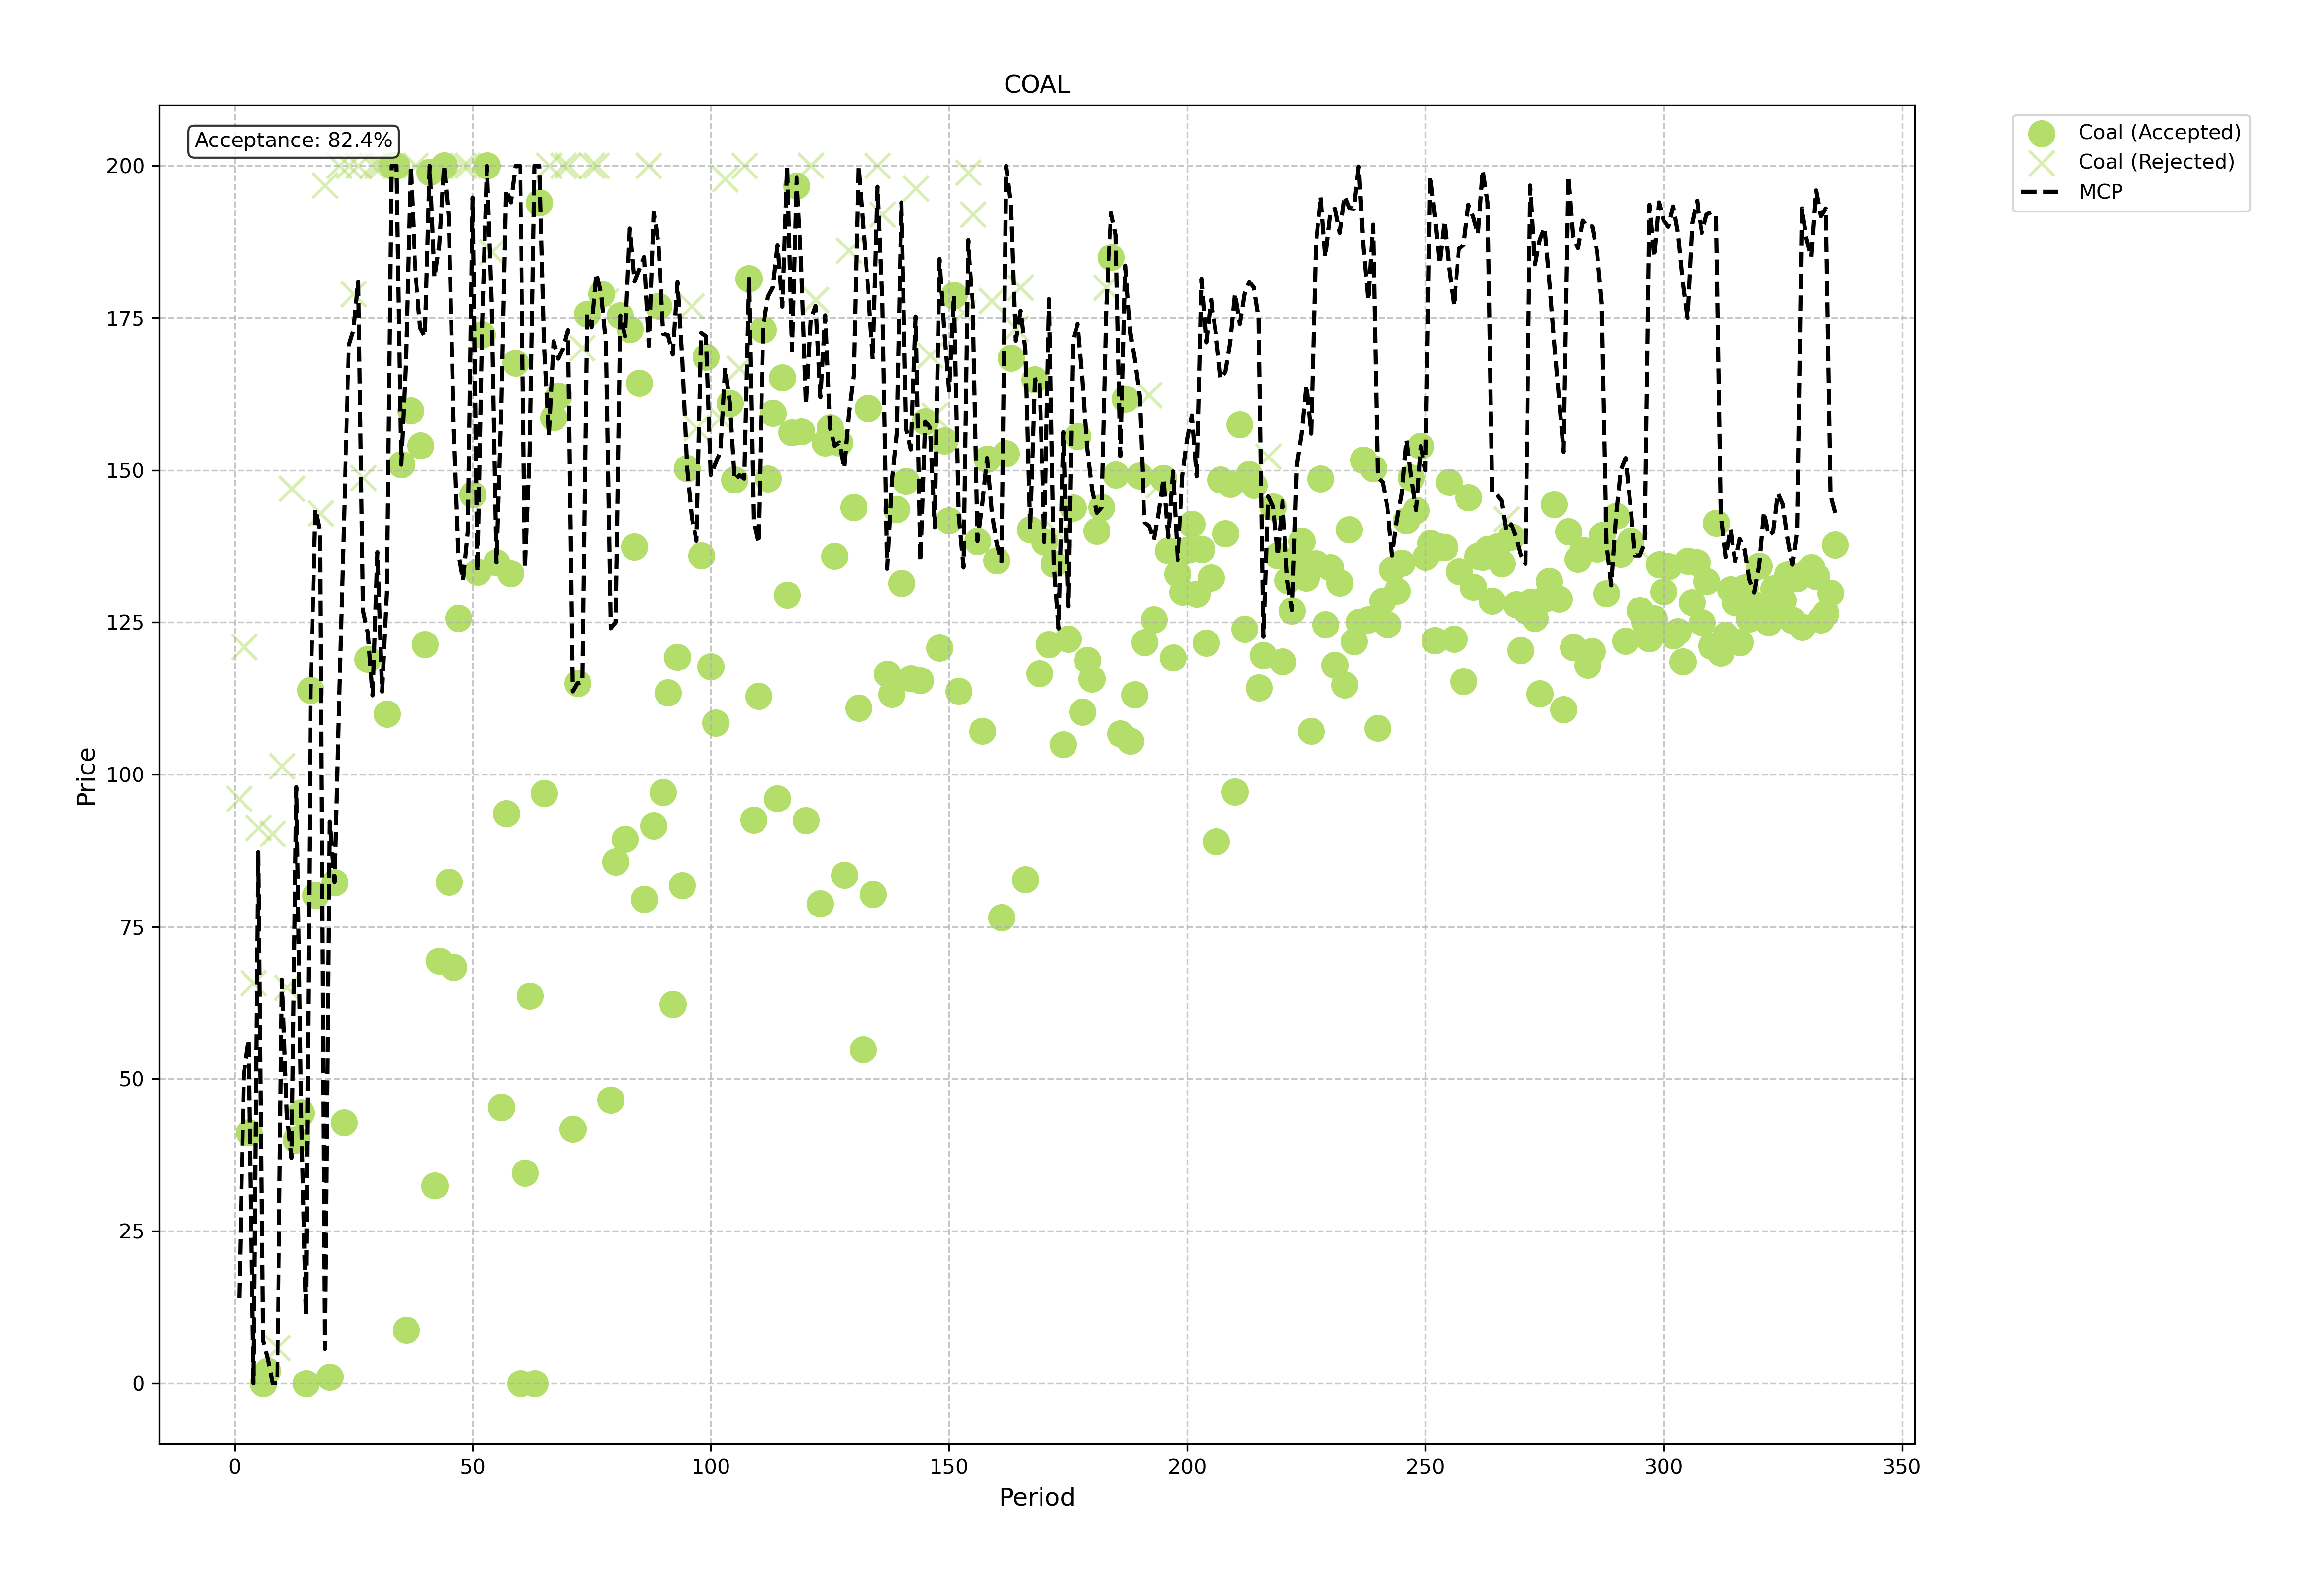 COAL
Acceptance: 82.4%
Coal (Accepted)
Coal (Rejected)
MCP
200
175
150
125
100
75
50
25
0
Price
0 50 100 150 200 250 300 350
Period